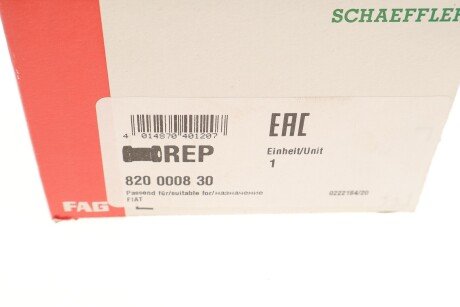 SCHAEFFLER
4 014870 401207
EAC
REP
Einheit/Unit
1
820 0008 30
Passend für/suitable for/назначение
FIAT
0222184/20
FAG